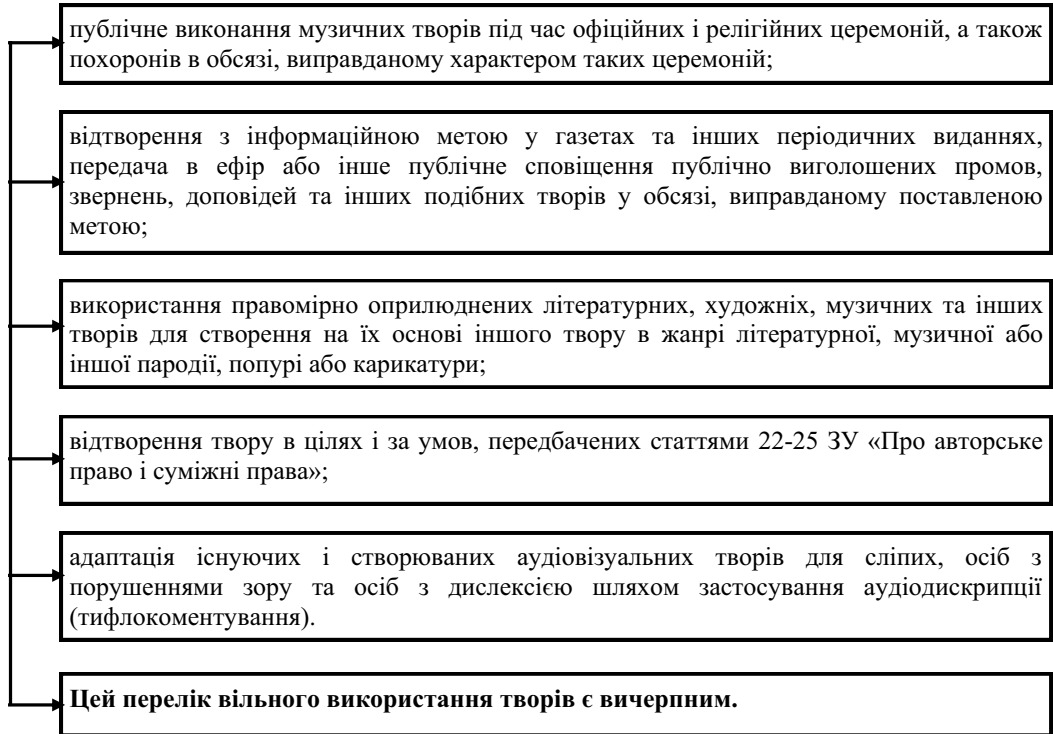 публічне виконання музичних творів під час офіційних і релігійних церемоній, а також
похоронів в обсязі, виправданому характером таких церемоній;
відтворення з інформаційною метою у газетах та інших періодичних виданнях,
передача в ефір або інше публічне сповіщення публічно виголошених промов,
звернень, доповідей та інших подібних творів у обсязі, виправданому поставленою
метою;
використання правомірно оприлюднених літературних, художніх, музичних та інших
творів для створення на їх основі іншого твору в жанрі літературної, музичної або
іншої пародії, попурі або карикатури;
відтворення твору в цілях і за умов, передбачених статтями 22-25 ЗУ «Про авторське
право і суміжні права»;
адаптація існуючих і створюваних аудіовізуальних творів для сліпих, осіб з
порушеннями зору та осіб з дислексією шляхом застосування аудіодискрипції
(тифлокоментування).
Цей перелік вільного використання творів є вичерпним.